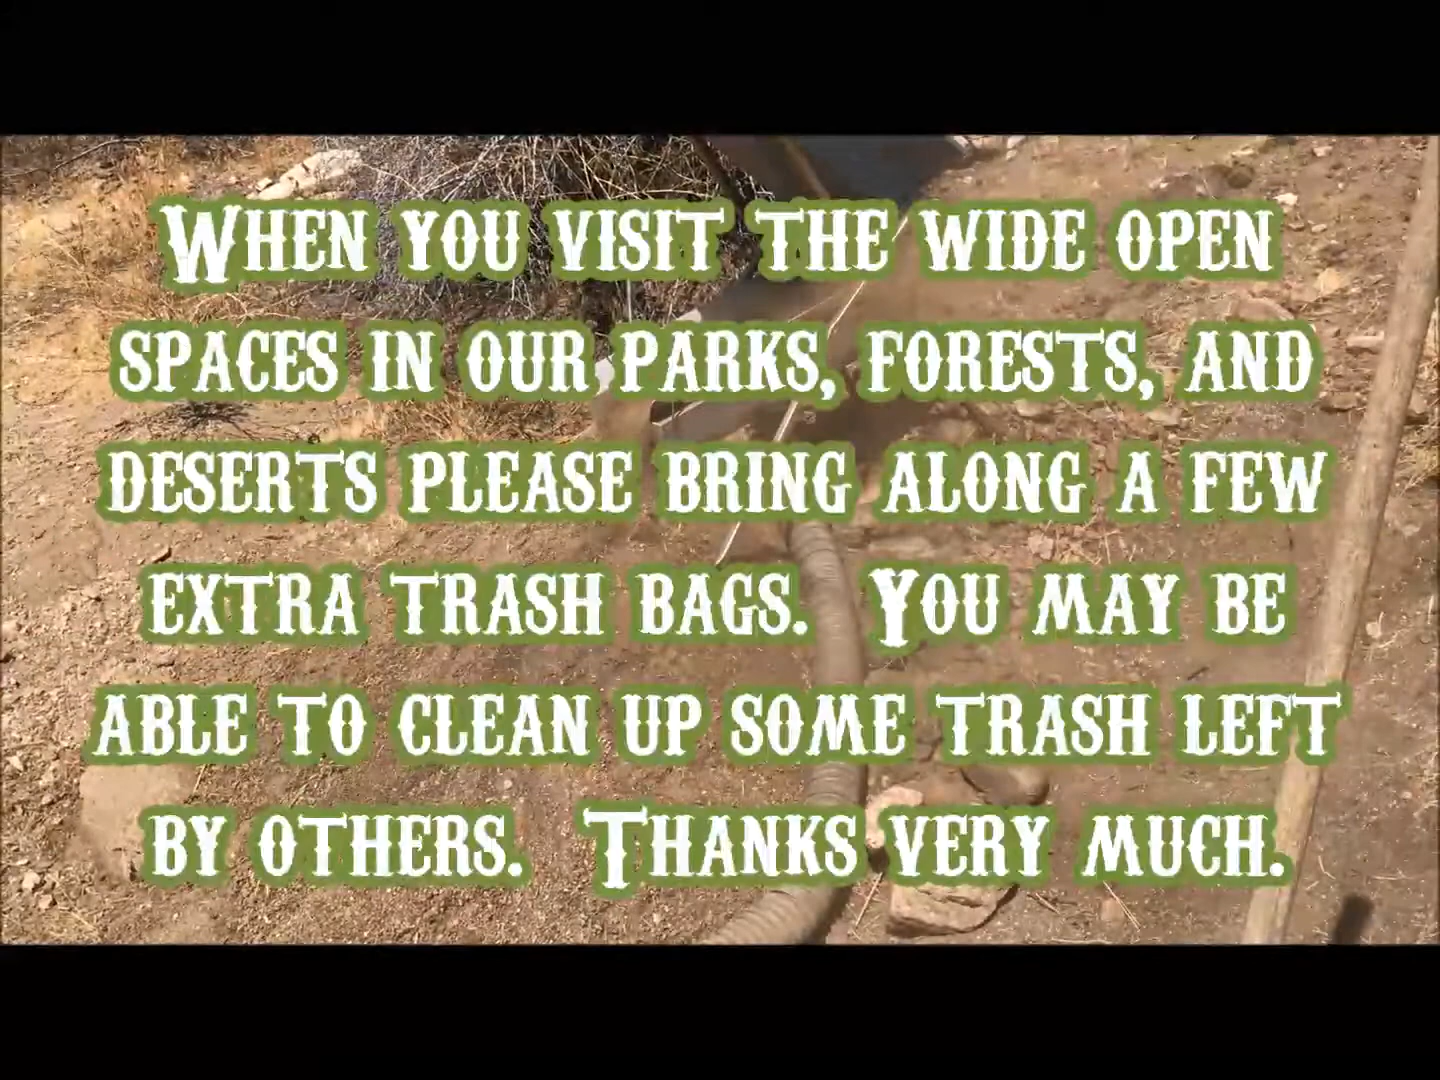 When you visit the wide open
spaces in our parks, forests, and
deserts please bring along a few
extra trash bags.  You may be
able to clean up some trash left
by others.  Thanks very much.